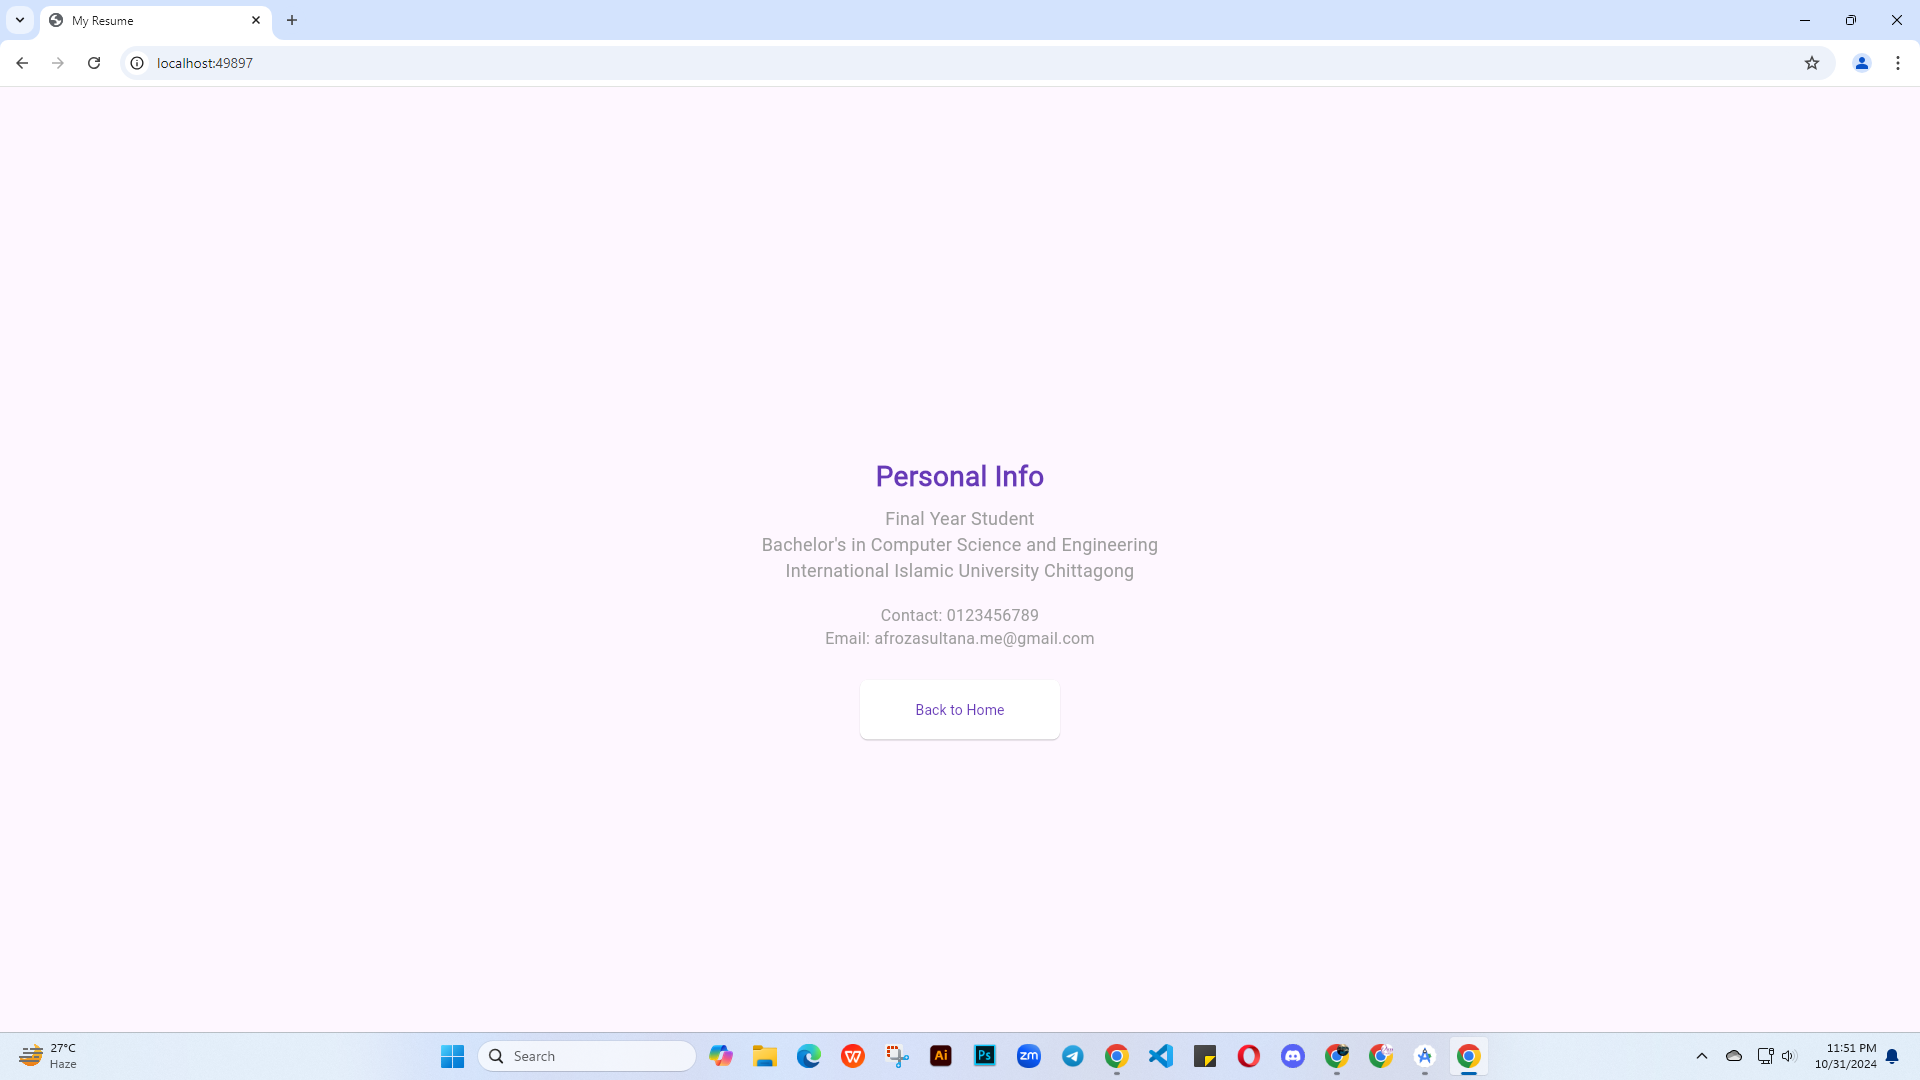 My Resume
localhost:49897
Personal Info
Final Year Student
Bachelor's in Computer Science and Engineering
International Islamic University Chittagong
Contact: 0123456789
Email: afrozasultana.me@gmail.com
Back to Home
27°C
Haze
Search
Ai
Ps
zm
11:51 PM
10/31/2024